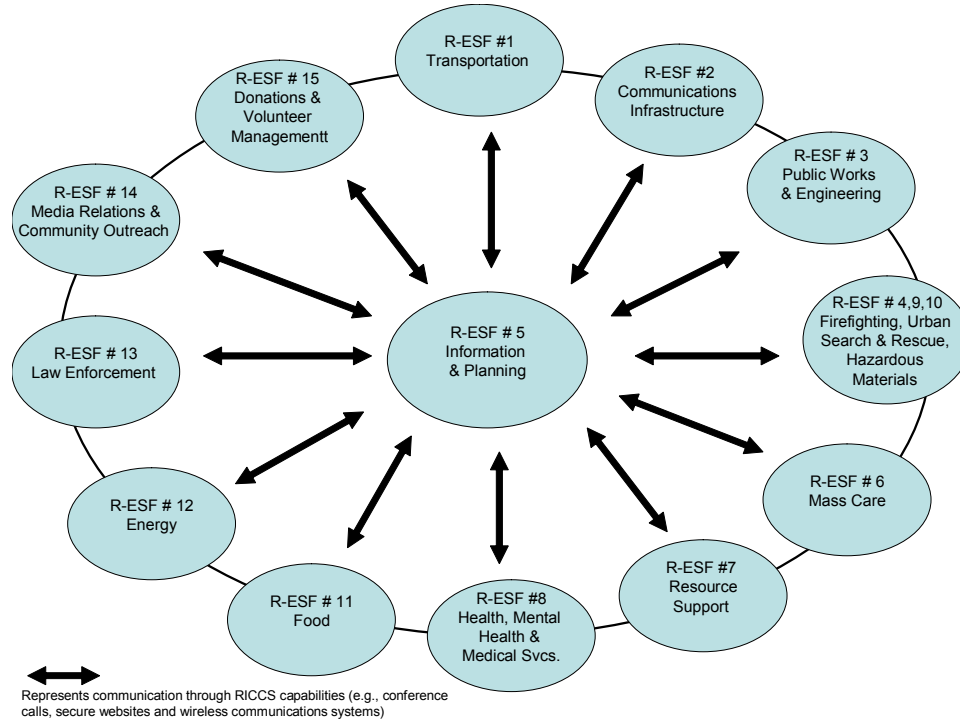 R-ESF #1
Transportation
R-ESF #2
Communications
Infrastructure
R-ESF # 3
Public Works
& Engineering
R-ESF # 4,9,10
Firefighting, Urban
Search & Rescue,
Hazardous
Materials
R-ESF # 6
Mass Care
R-ESF #7
Resource
Support
R-ESF #8
Health, Mental
Health &
Medical Svcs.
R-ESF # 11
Food
R-ESF # 12
Energy
R-ESF # 13
Law Enforcement
R-ESF # 14
Media Relations &
Community Outreach
R-ESF # 15
Donations &
Volunteer
Managementt
R-ESF # 5
Information
& Planning
Represents communication through RICCS capabilities (e.g., conference
calls, secure websites and wireless communications systems)